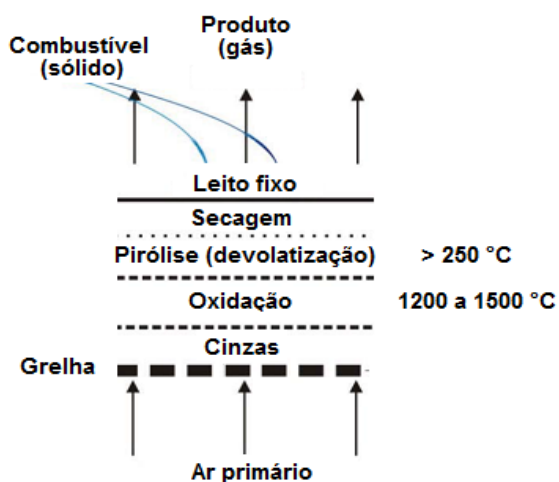 Combustível
(sólido)
Produto
(gás)
Leito fixo
Secagem
Pirólise (devolatização) > 250 °C
Oxidação 1200 a 1500 °C
Cinzas
Grelha
Ar primário